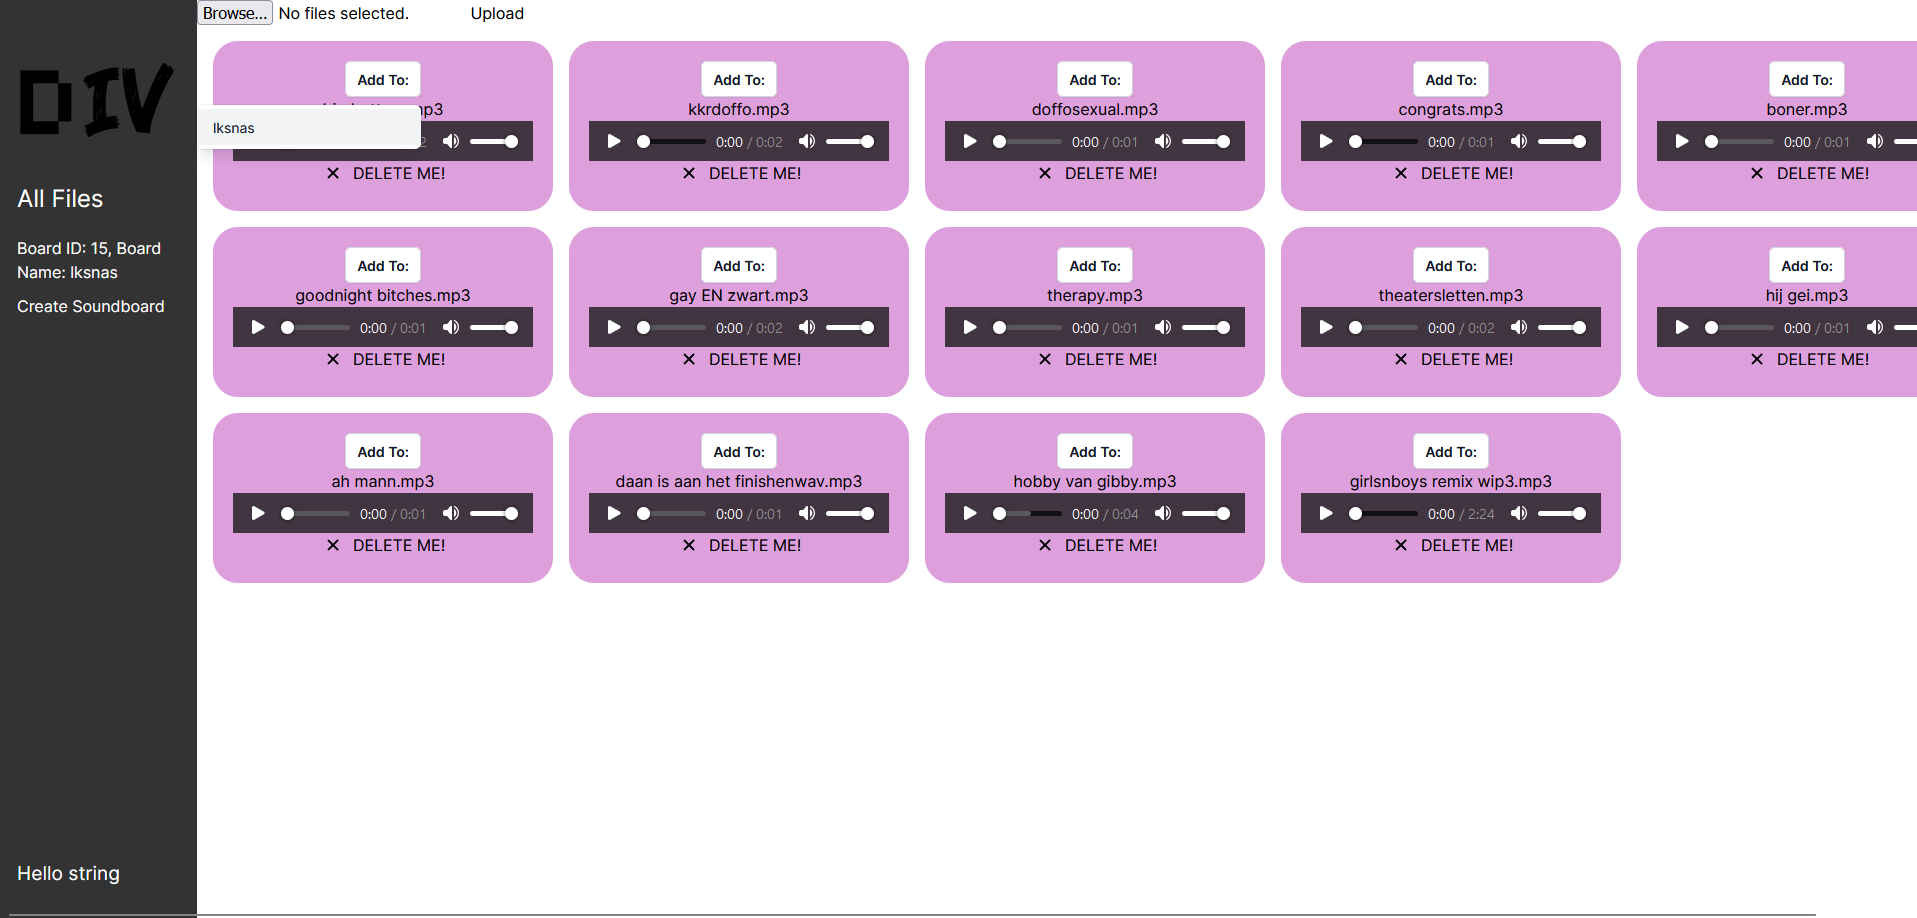 Browse... No files selected. Upload
DIV
All Files
Board ID: 15, Board
Name: lksnas
Create Soundboard
Hello string
Add To: Add To: Add To: Add To: Add To:
kkrdoffo.mp3 doffosexual.mp3 congrats.mp3 boner.mp3
lksnas
0:00 / 0:02 0:00 / 0:01 0:00 / 0:01 0:00 / 0:01
DELETE ME! DELETE ME! DELETE ME! DELETE ME! DELETE ME!
Add To: Add To: Add To: Add To: Add To:
goodnight bitches.mp3 gay EN zwart.mp3 therapy.mp3 theatersletten.mp3 hij gei.mp3
0:00 / 0:01 0:00 / 0:02 0:00 / 0:01 0:00 / 0:02 0:00 / 0:01
DELETE ME! DELETE ME! DELETE ME! DELETE ME! DELETE ME!
Add To: Add To: Add To: Add To:
ah mann.mp3 daan is aan het finishenwav.mp3 hobby van gibby.mp3 girlsnboys remix wip3.mp3
0:00 / 0:01 0:00 / 0:01 0:00 / 0:04 0:00 / 2:24
DELETE ME! DELETE ME! DELETE ME! DELETE ME!